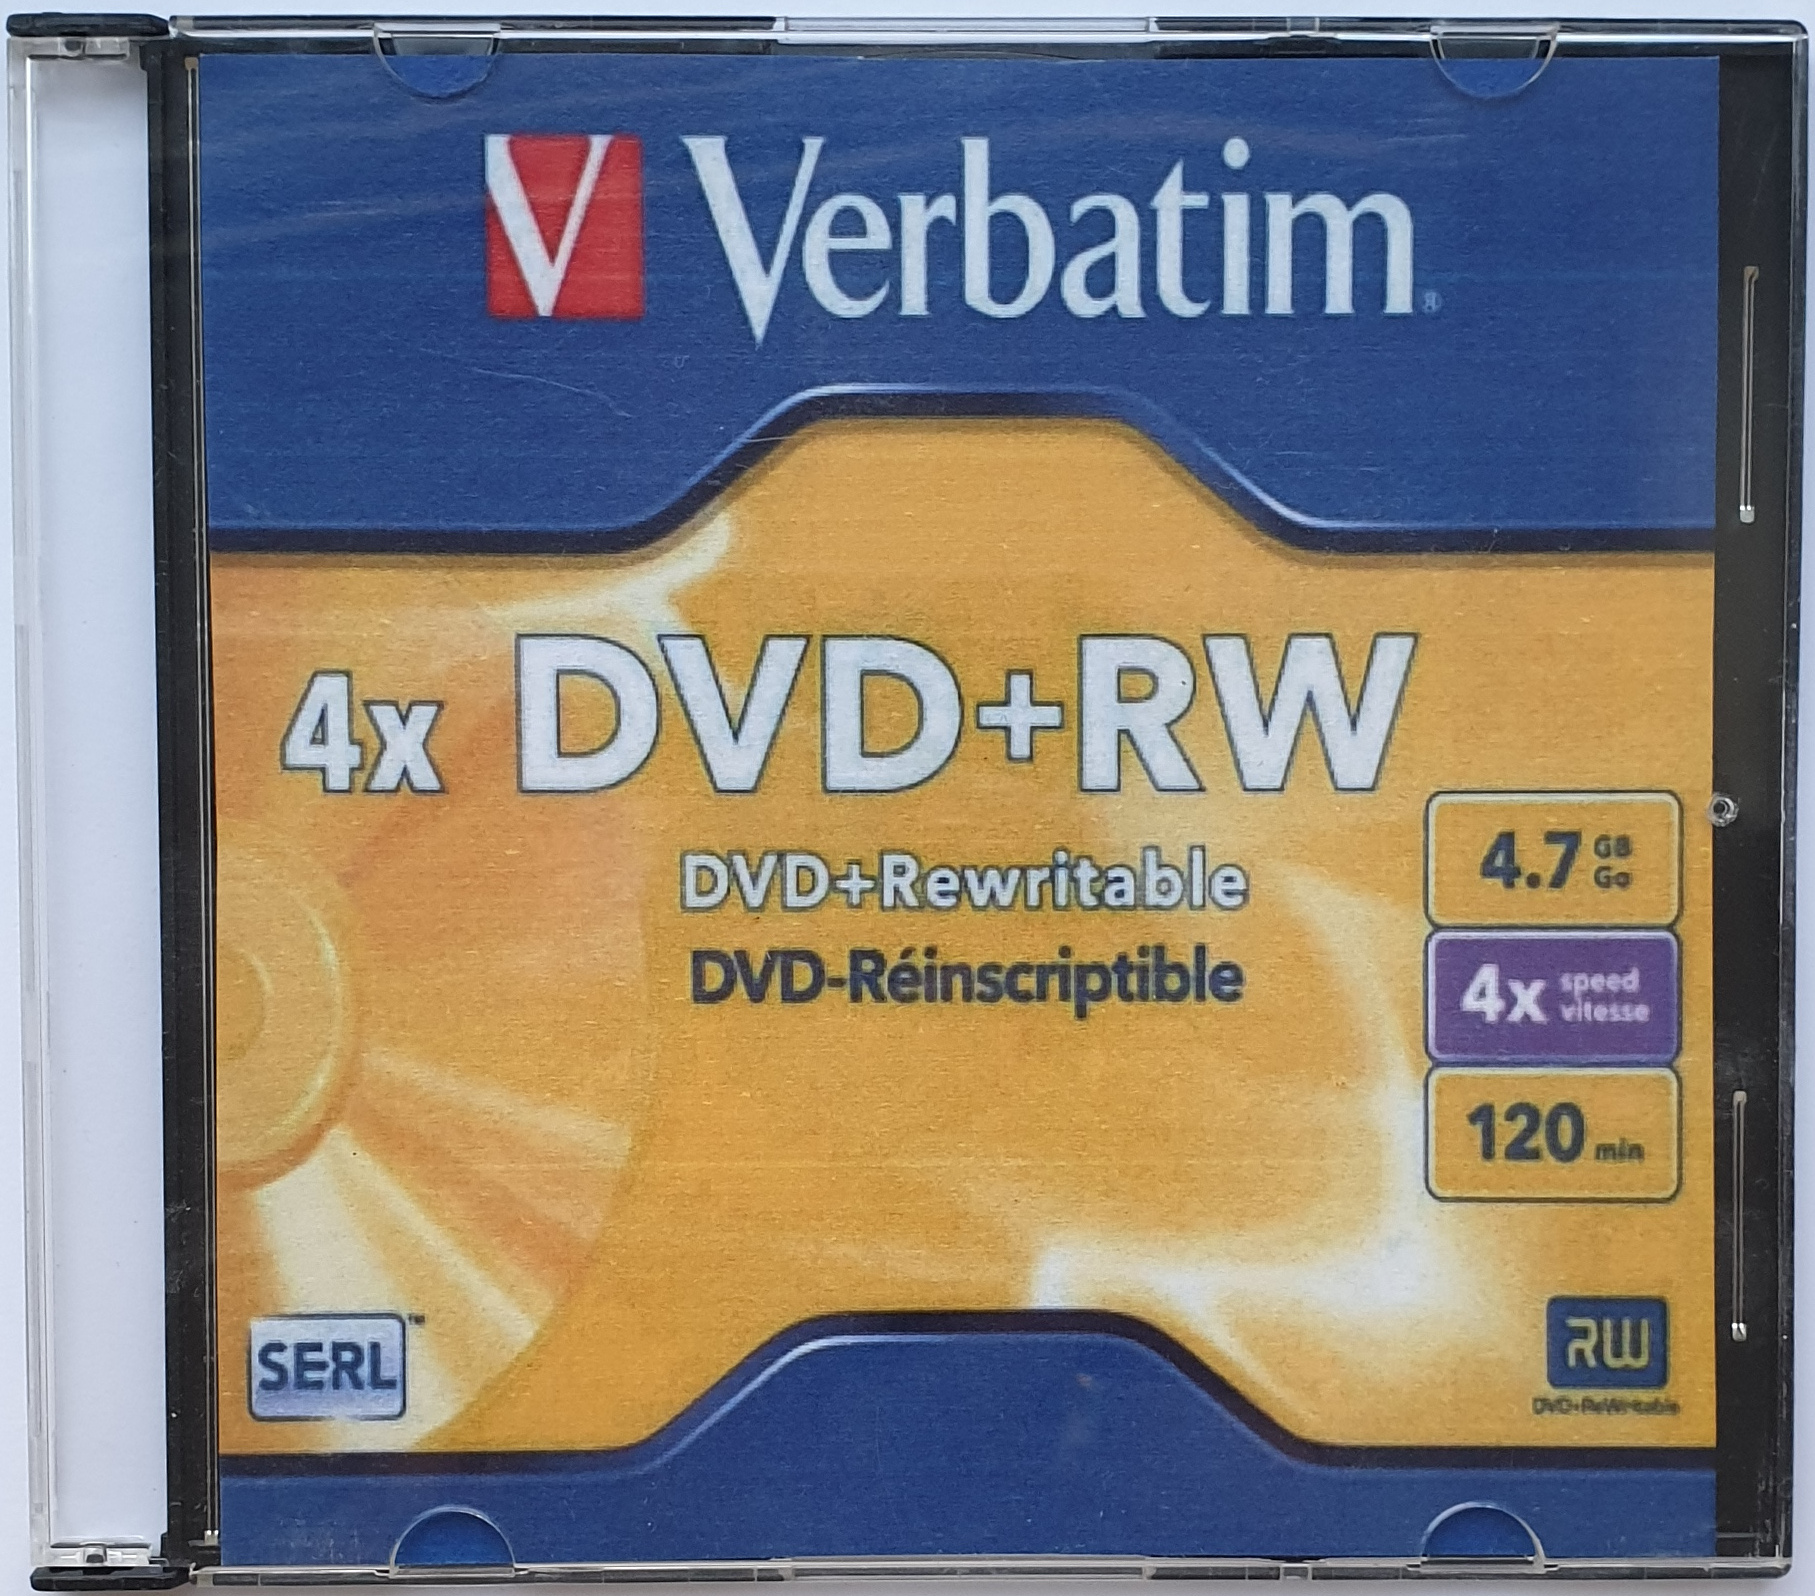 V Verbatim®
4x DVD+RW
DVD+Rewritable
DVD-Réinscriptible
4.7 GB
Go
4x speed
vitesse
120 min
SERL™
RW
DVD+ReWritable